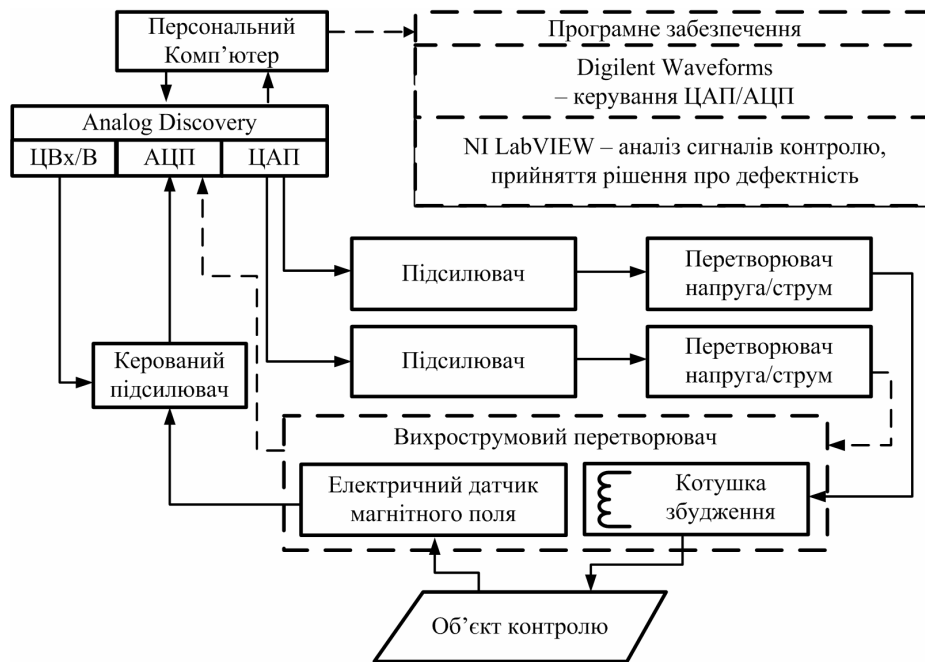 Персональний
Комп’ютер
Програмне забезпечення
Digilent Waveforms
– керування ЦАП/АЦП
NI LabVIEW – аналіз сигналів контролю,
прийняття рішення про дефектність
Analog Discovery
ЦВх/В
АЦП
ЦАП
Підсилювач
Перетворювач
напруга/струм
Підсилювач
Перетворювач
напруга/струм
Керований
підсилювач
Вихрострумовий перетворювач
Електричний датчик
магнітного поля
Котушка
збудження
Об’єкт контролю